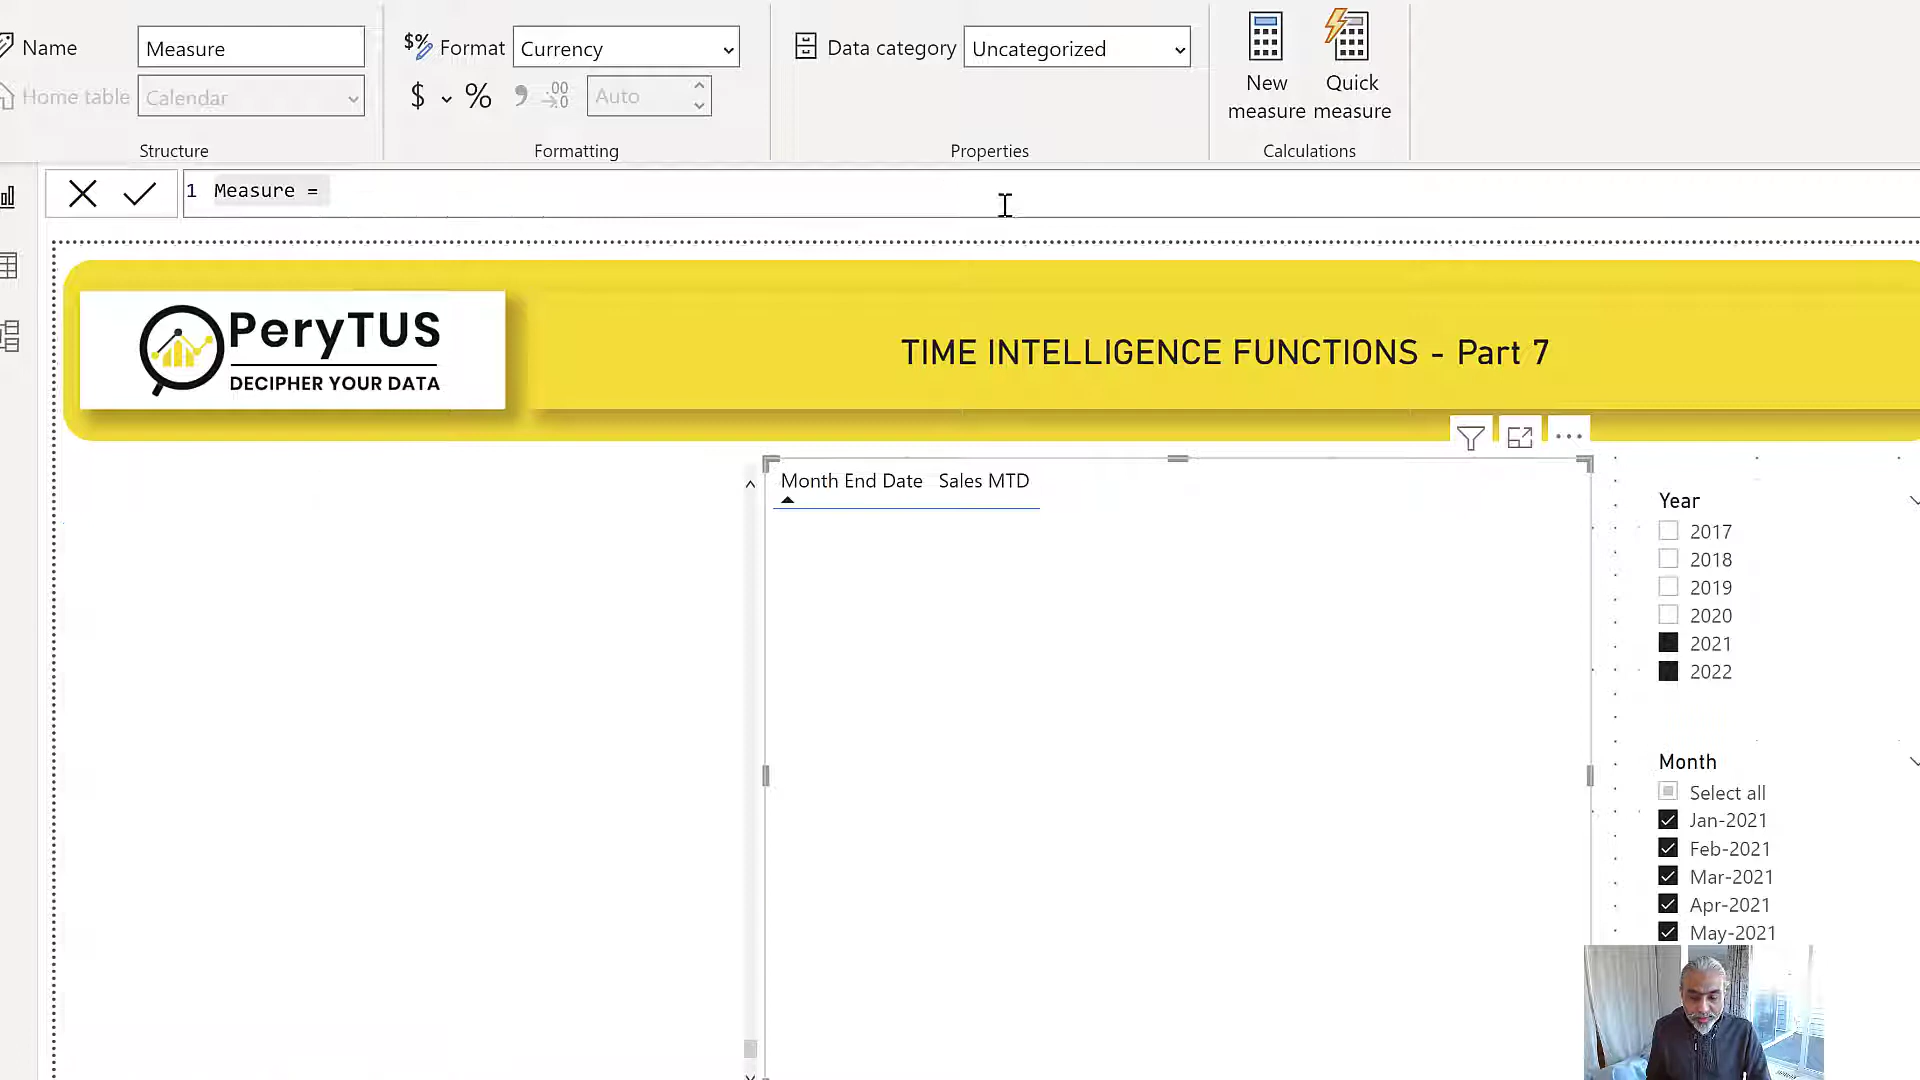 Name
Measure
Format
Currency
Data category
Uncategorized
Home table
Calendar
$ %
Auto
New measure
Quick measure
Structure
Formatting
Properties
Calculations
1 Measure =
PeryTUS
DECIPHER YOUR DATA
TIME INTELLIGENCE FUNCTIONS - Part 7
Month End Date Sales MTD
Year
2017
2018
2019
2020
2021
2022
Month
Select all
Jan-2021
Feb-2021
Mar-2021
Apr-2021
May-2021